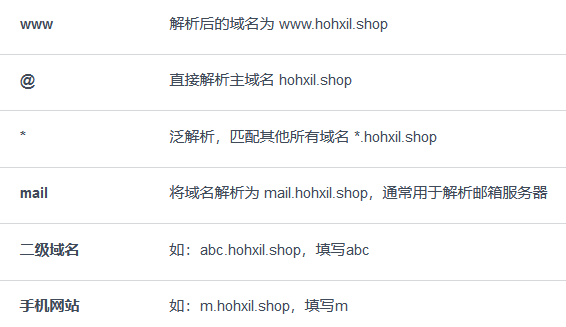 www 解析后的域名为 www.hohxil.shop
@ 直接解析主域名 hohxil.shop
* 泛解析，匹配其他所有域名 *.hohxil.shop
mail 将域名解析为 mail.hohxil.shop，通常用于解析邮箱服务器
二级域名 如：abc.hohxil.shop，填写abc
手机网站 如：m.hohxil.shop，填写m